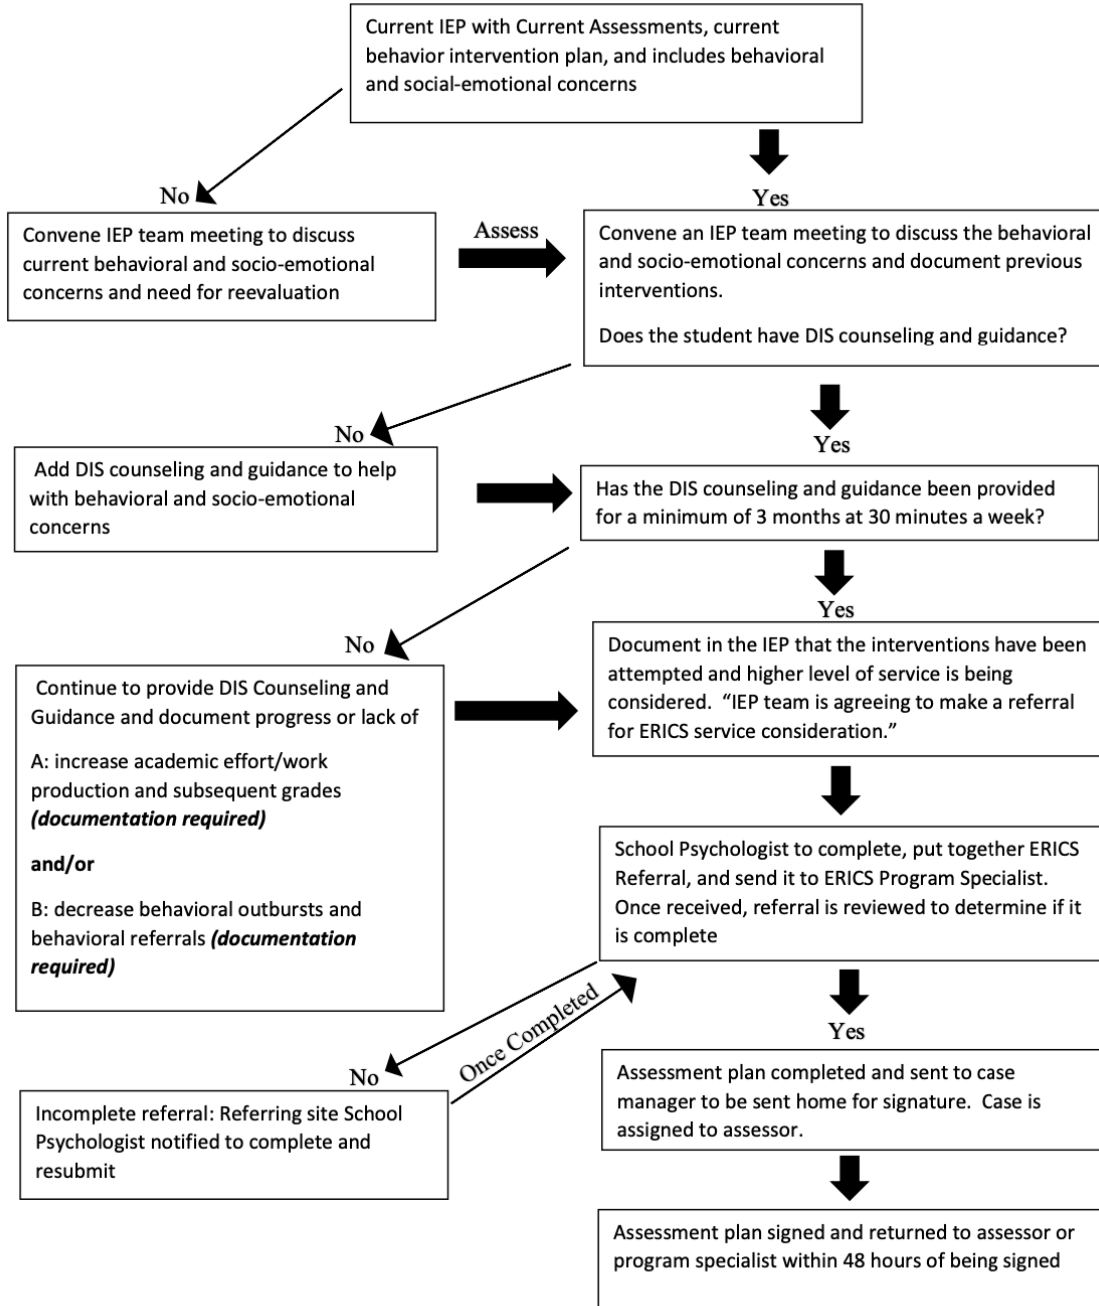 Current IEP with Current Assessments, current
behavior intervention plan, and includes behavioral
and social-emotional concerns
No
Yes
Convene IEP team meeting to discuss
current behavioral and socio-emotional
concerns and need for reevaluation
Assess
Convene an IEP team meeting to discuss the behavioral
and socio-emotional concerns and document previous
interventions.
Does the student have DIS counseling and guidance?
No
Yes
Add DIS counseling and guidance to help
with behavioral and socio-emotional
concerns
Has the DIS counseling and guidance been provided
for a minimum of 3 months at 30 minutes a week?
No
Yes
Continue to provide DIS Counseling and
Guidance and document progress or lack of
A: increase academic effort/work
production and subsequent grades
(documentation required)
and/or
B: decrease behavioral outbursts and
behavioral referrals (documentation
required)
Document in the IEP that the interventions have been
attempted and higher level of service is being
considered. “IEP team is agreeing to make a referral
for ERICS service consideration.”
School Psychologist to complete, put together ERICS
Referral, and send it to ERICS Program Specialist.
Once received, referral is reviewed to determine if it
is complete
No
Once Completed
Yes
Incomplete referral: Referring site School
Psychologist notified to complete and
resubmit
Assessment plan completed and sent to case
manager to be sent home for signature. Case is
assigned to assessor.
Assessment plan signed and returned to assessor or
program specialist within 48 hours of being signed